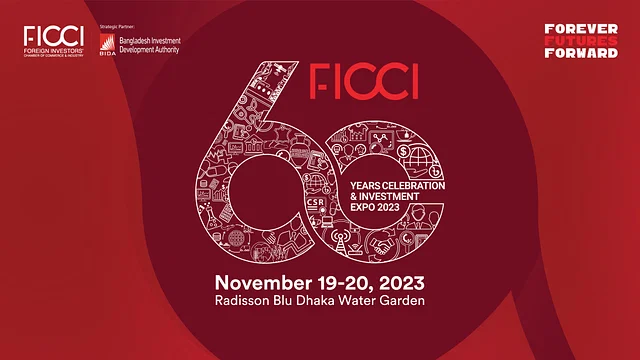 FICCI
FOREIGN INVESTORS'
CHAMBER OF COMMERCE & INDUSTRY
Strategic Partner:
BIDA
Bangladesh Investment
Development Authority
FOREVER
FUTURES
FORWARD
60
FICCI
YEARS CELEBRATION
& INVESTMENT
EXPO 2023
CSR
November 19-20, 2023
Radisson Blu Dhaka Water Garden